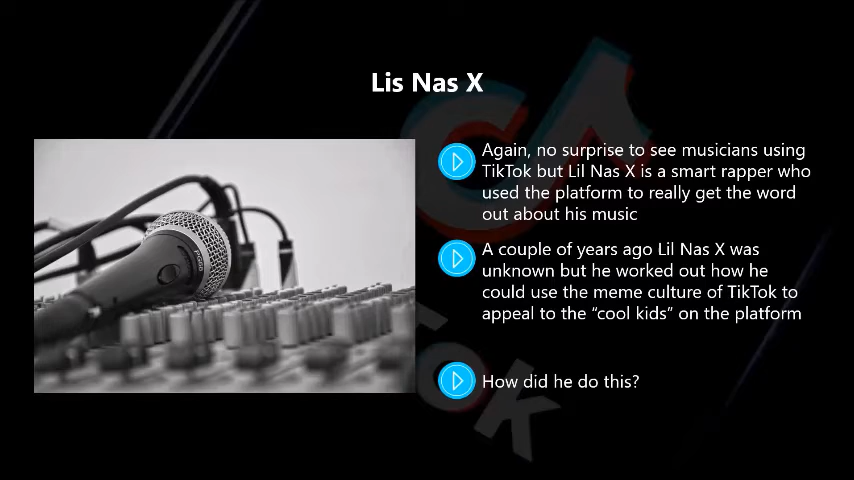 Lis Nas X
Again, no surprise to see musicians using
TikTok but Lil Nas X is a smart rapper who
used the platform to really get the word
out about his music
A couple of years ago Lil Nas X was
unknown but he worked out how he
could use the meme culture of TikTok to
appeal to the “cool kids” on the platform
How did he do this?